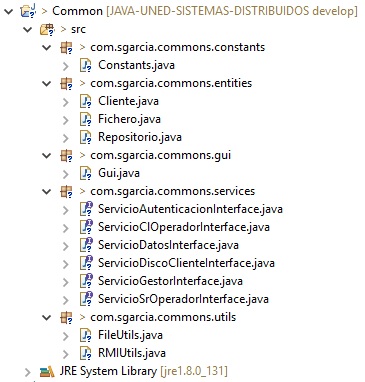 > Common [JAVA-UNED-SISTEMAS-DISTRIBUIDOS develop]
> src
> com.sgarcia.commons.constants
> Constants.java
> com.sgarcia.commons.entities
> Cliente.java
> Fichero.java
> Repositorio.java
> com.sgarcia.commons.gui
> Gui.java
> com.sgarcia.commons.services
ServicioAutenticacionInterface.java
ServicioClOperadorInterface.java
ServicioDatosInterface.java
ServicioDiscoClienteInterface.java
ServicioGestorInterface.java
ServicioSrOperadorInterface.java
> com.sgarcia.commons.utils
> FileUtils.java
> RMIUtils.java
JRE System Library [jre1.8.0_131]